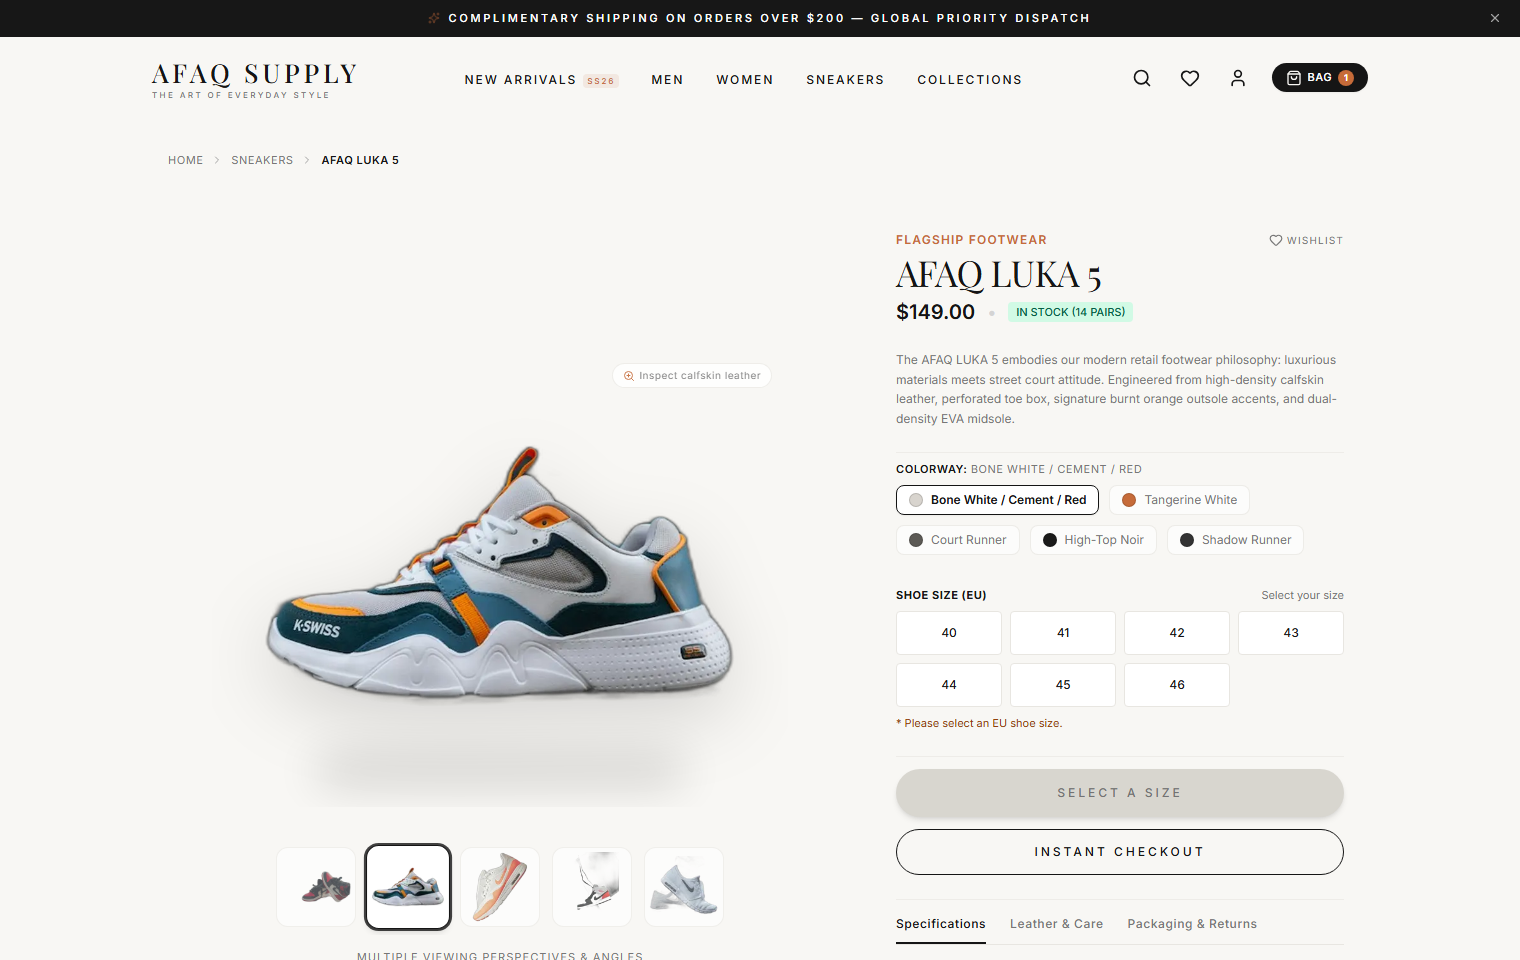 COMPLIMENTARY SHIPPING ON ORDERS OVER $200 — GLOBAL PRIORITY DISPATCH
AFAQ SUPPLY
THE ART OF EVERYDAY STYLE
NEW ARRIVALS SS26 MEN WOMEN SNEAKERS COLLECTIONS
BAG 1
HOME > SNEAKERS > AFAQ LUKA 5
Inspect calfskin leather
K·SWISS
MULTIPLE VIEWING PERSPECTIVES & ANGLES
FLAGSHIP FOOTWEAR
WISHLIST
AFAQ LUKA 5
$149.00 • IN STOCK (14 PAIRS)
The AFAQ LUKA 5 embodies our modern retail footwear philosophy: luxurious
materials meets street court attitude. Engineered from high-density calfskin
leather, perforated toe box, signature burnt orange outsole accents, and dual-
density EVA midsole.
COLORWAY: BONE WHITE / CEMENT / RED
Bone White / Cement / Red Tangerine White
Court Runner High-Top Noir Shadow Runner
SHOE SIZE (EU) Select your size
40 41 42 43
44 45 46
* Please select an EU shoe size.
SELECT A SIZE
INSTANT CHECKOUT
Specifications Leather & Care Packaging & Returns